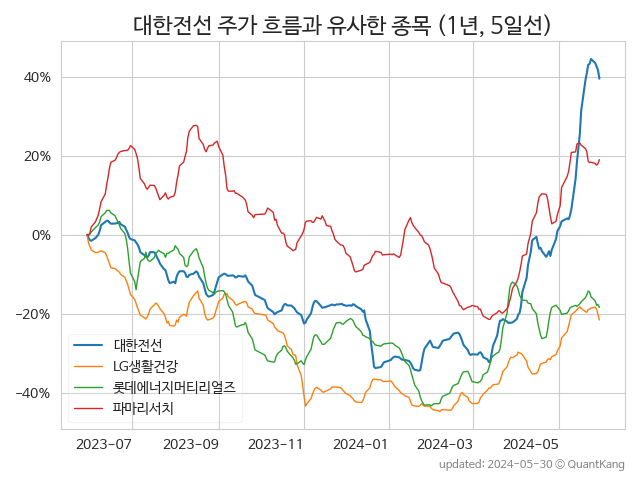 대한전선 주가 흐름과 유사한 종목 (1년, 5일선)
40%
20%
0%
−20%
−40%
대한전선
LG생활건강
롯데에너지머티리얼즈
파마리서치
2023-07
2023-09
2023-11
2024-01
2024-03
2024-05
updated: 2024-05-30 © QuantKang